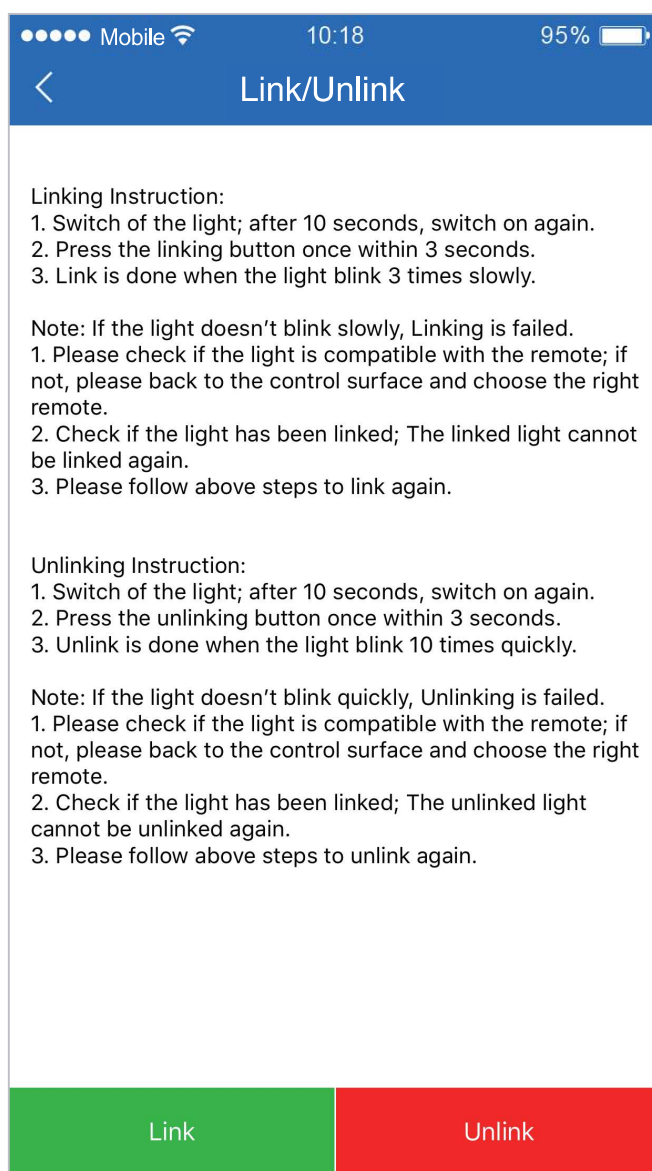 Mobile 10:18 95%
Link/Unlink
Linking Instruction:
1. Switch of the light; after 10 seconds, switch on again.
2. Press the linking button once within 3 seconds.
3. Link is done when the light blink 3 times slowly.
Note: If the light doesn’t blink slowly, Linking is failed.
1. Please check if the light is compatible with the remote; if
not, please back to the control surface and choose the right
remote.
2. Check if the light has been linked; The linked light cannot
be linked again.
3. Please follow above steps to link again.
Unlinking Instruction:
1. Switch of the light; after 10 seconds, switch on again.
2. Press the unlinking button once within 3 seconds.
3. Unlink is done when the light blink 10 times quickly.
Note: If the light doesn’t blink quickly, Unlinking is failed.
1. Please check if the light is compatible with the remote; if
not, please back to the control surface and choose the right
remote.
2. Check if the light has been linked; The unlinked light
cannot be unlinked again.
3. Please follow above steps to unlink again.
Link Unlink